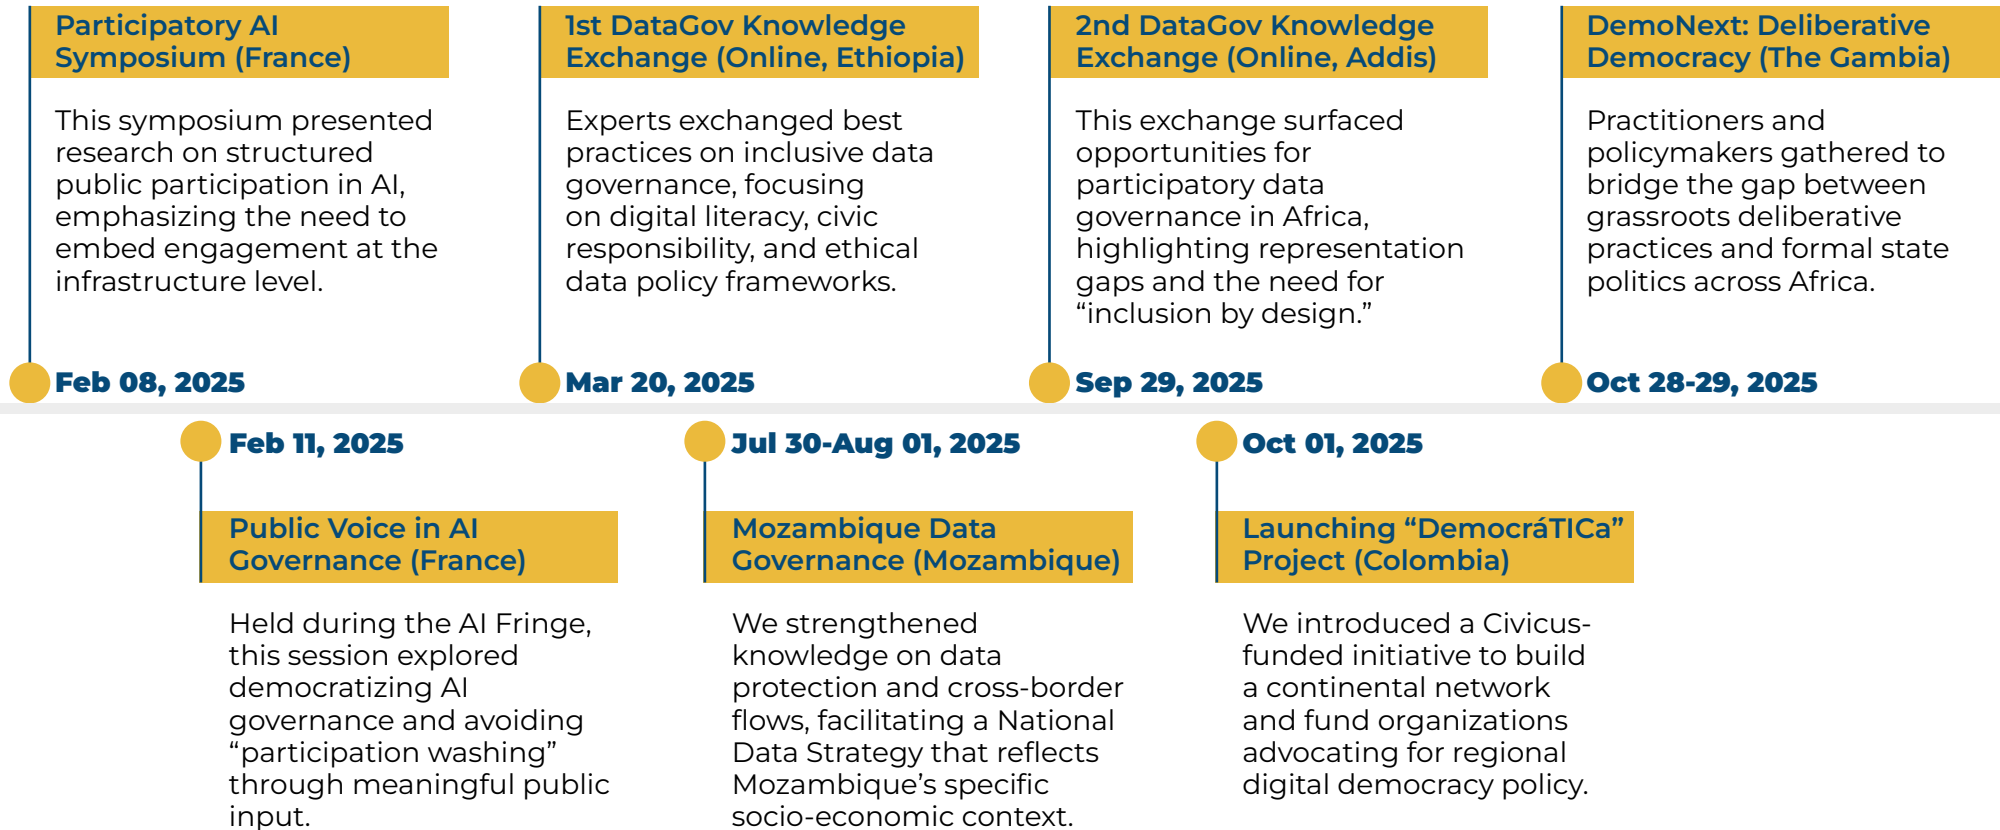 Participatory AI
Symposium (France)
This symposium presented
research on structured
public participation in AI,
emphasizing the need to
embed engagement at the
infrastructure level.
Feb 08, 2025
1st DataGov Knowledge
Exchange (Online, Ethiopia)
Experts exchanged best
practices on inclusive data
governance, focusing
on digital literacy, civic
responsibility, and ethical
data policy frameworks.
Mar 20, 2025
2nd DataGov Knowledge
Exchange (Online, Addis)
This exchange surfaced
opportunities for
participatory data
governance in Africa,
highlighting representation
gaps and the need for
“inclusion by design.”
Sep 29, 2025
DemoNext: Deliberative
Democracy (The Gambia)
Practitioners and
policymakers gathered to
bridge the gap between
grassroots deliberative
practices and formal state
politics across Africa.
Oct 28-29, 2025
Feb 11, 2025
Public Voice in AI
Governance (France)
Held during the AI Fringe,
this session explored
democratizing AI
governance and avoiding
“participation washing”
through meaningful public
input.
Jul 30-Aug 01, 2025
Mozambique Data
Governance (Mozambique)
We strengthened
knowledge on data
protection and cross-border
flows, facilitating a National
Data Strategy that reflects
Mozambique’s specific
socio-economic context.
Oct 01, 2025
Launching “DemocráTICa”
Project (Colombia)
We introduced a Civicus-
funded initiative to build
a continental network
and fund organizations
advocating for regional
digital democracy policy.